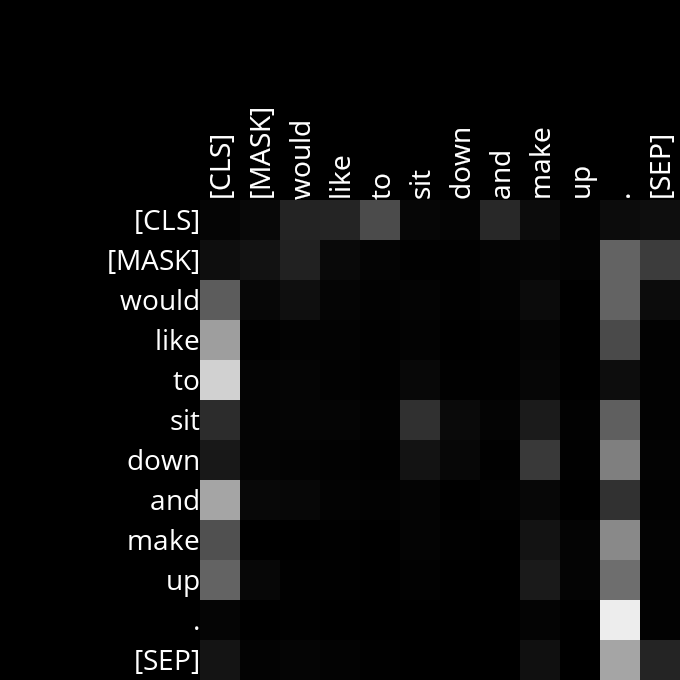 [CLS] [MASK] would like to sit down and make up . [SEP]
[CLS]
[MASK]
would
like
to
sit
down
and
make
up
.
[SEP]